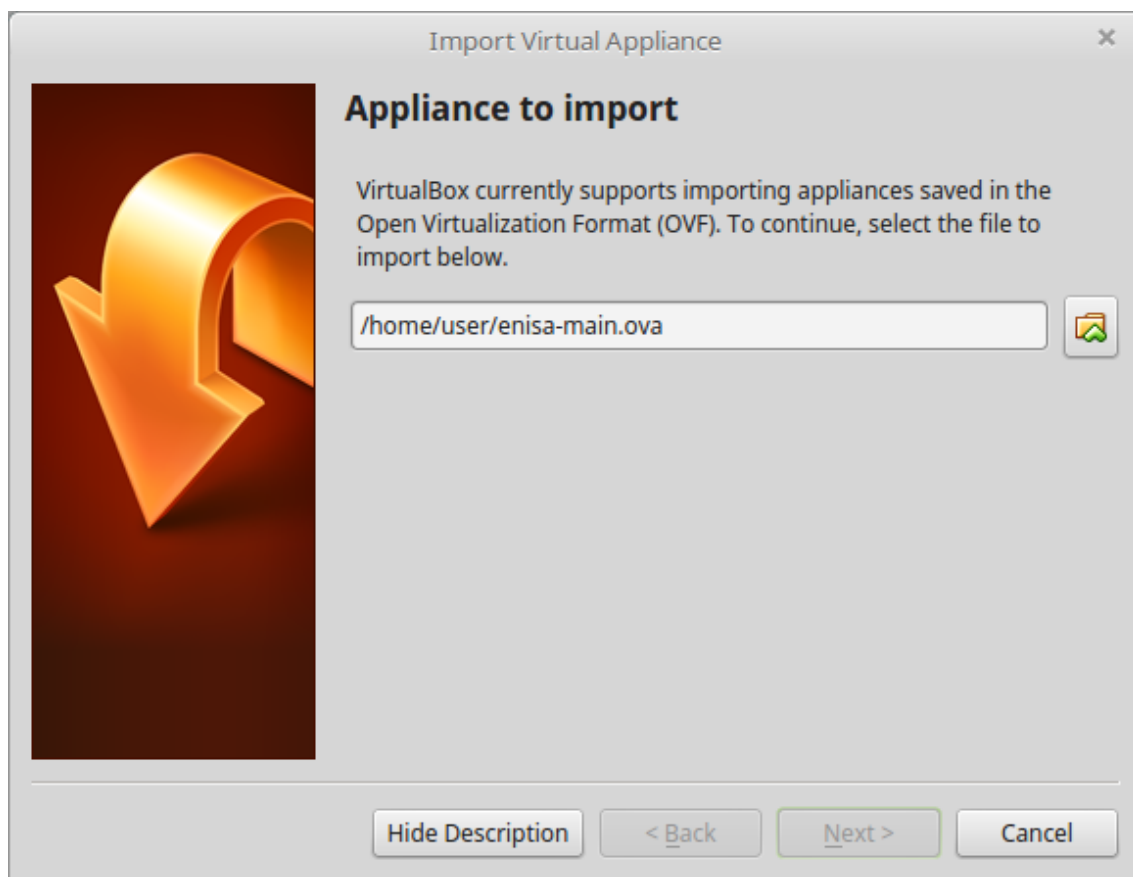 Import Virtual Appliance
Appliance to import
VirtualBox currently supports importing appliances saved in the
Open Virtualization Format (OVF). To continue, select the file to
import below.
/home/user/enisa-main.ova
Hide Description
< Back
Next >
Cancel